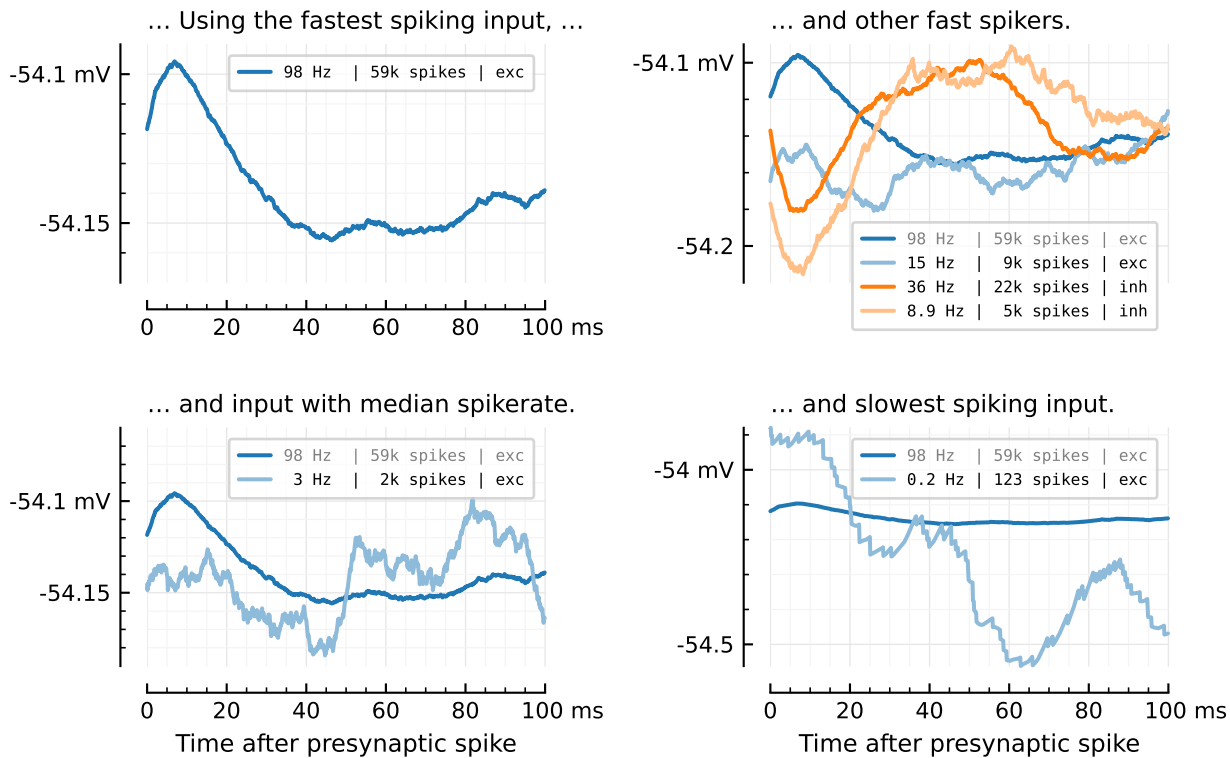 ... Using the fastest spiking input, ...
-54.1 mV
-54.15
98 Hz | 59k spikes | exc
0 20 40 60 80 100 ms
... and other fast spikers.
-54.1 mV
-54.2
98 Hz | 59k spikes | exc
15 Hz | 9k spikes | exc
36 Hz | 22k spikes | inh
8.9 Hz | 5k spikes | inh
0 20 40 60 80 100 ms
... and input with median spikerate.
-54.1 mV
-54.15
98 Hz | 59k spikes | exc
3 Hz | 2k spikes | exc
0 20 40 60 80 100 ms
Time after presynaptic spike
... and slowest spiking input.
-54 mV
-54.5
98 Hz | 59k spikes | exc
0.2 Hz | 123 spikes | exc
0 20 40 60 80 100 ms
Time after presynaptic spike